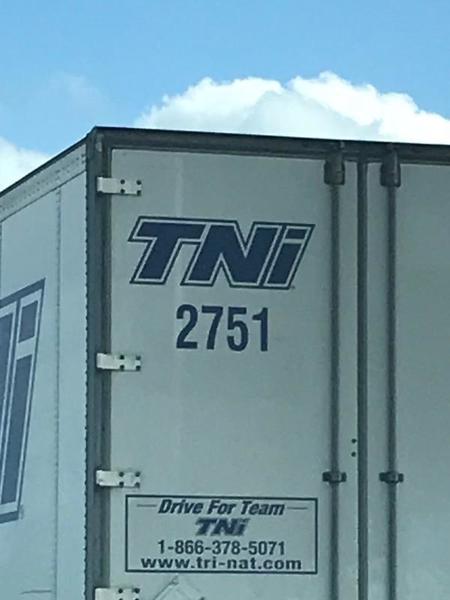 TNi
2751
Drive For Team
TNi
1-866-378-5071
www.tri-nat.com